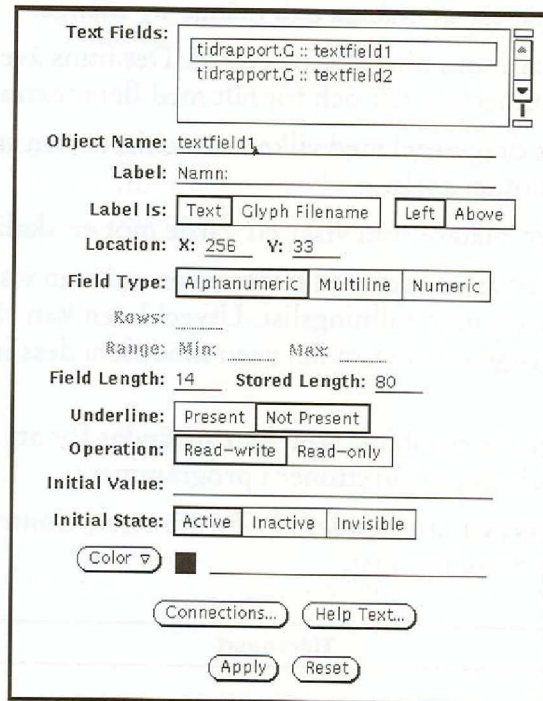 Text Fields:
tidrapport.G :: textfield1
tidrapport.G :: textfield2
Object Name: textfield1
Label: Namn:
Label Is: Text Glyph Filename Left Above
Location: X: 256 Y: 33
Field Type: Alphanumeric Multiline Numeric
Rows:
Range: Min: Max:
Field Length: 14 Stored Length: 80
Underline: Present Not Present
Operation: Read-write Read-only
Initial Value:
Initial State: Active Inactive Invisible
Color
Connections... Help Text...
Apply Reset